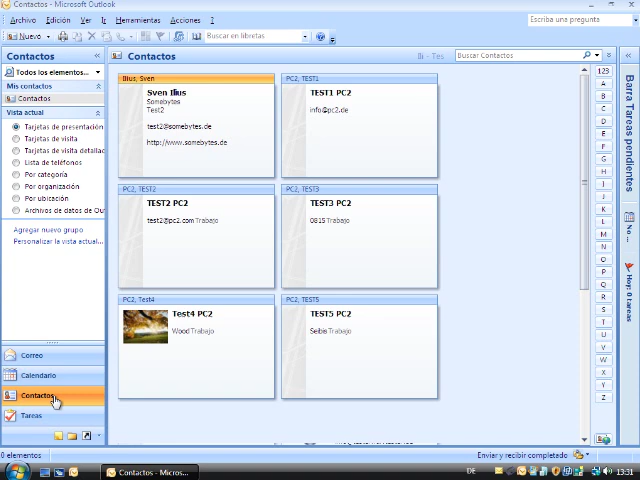 Contactos - Microsoft Outlook
Archivo Edición Ver Ir Herramientas Acciones ?
Escriba una pregunta
Nuevo
Buscar en libretas
Contactos
Todos los elementos...
Mis contactos
Contactos
Vista actual
Tarjetas de presentación
Tarjetas de visita
Tarjetas de visita detallac
Lista de teléfonos
Por categoría
Por organización
Por ubicación
Archivos de datos de Ou
Agregar nuevo grupo
Personalizar la vista actual...
Correo
Calendario
Contactos
Tareas
Contactos
Ili - Tes
Buscar Contactos
Ilius, Sven
Sven Ilius
Somebytes
Test2
test2@somebytes.de
http://www.somebytes.de
PC2, TEST1
TEST1 PC2
info@pc2.de
PC2, TEST2
TEST2 PC2
test2@pc2.com Trabajo
PC2, TEST3
TEST3 PC2
0815 Trabajo
PC2, Test4
Test4 PC2
Wood Trabajo
PC2, TEST5
TEST5 PC2
Seibis Trabajo
123
A
B
C
D
E
F
G
H
I
J
K
L
M
N
O
P
Q
R
S
T
U
V
W
X
Y
Z
Barra Tareas pendientes
No ...
Hoy: 0 tareas
0 elementos
Enviar y recibir completado
Contactos - Micros...
DE
13:31